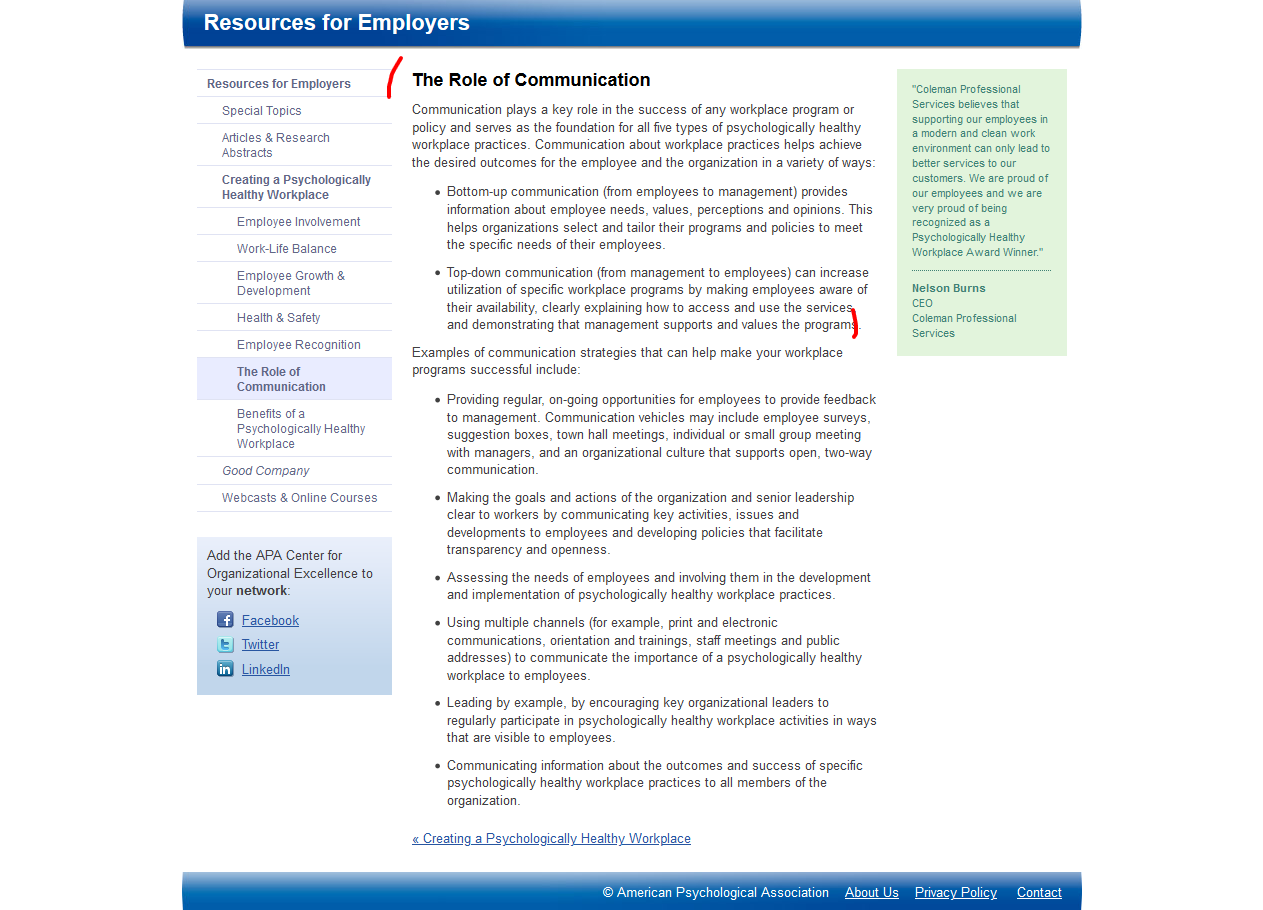 Resources for Employers
Resources for Employers
Special Topics
Articles & Research
Abstracts
Creating a Psychologically
Healthy Workplace
Employee Involvement
Work-Life Balance
Employee Growth &
Development
Health & Safety
Employee Recognition
The Role of
Communication
Benefits of a
Psychologically Healthy
Workplace
Good Company
Webcasts & Online Courses
Add the APA Center for
Organizational Excellence to
your network:
Facebook
Twitter
LinkedIn
The Role of Communication
Communication plays a key role in the success of any workplace program or
policy and serves as the foundation for all five types of psychologically healthy
workplace practices. Communication about workplace practices helps achieve
the desired outcomes for the employee and the organization in a variety of ways:
• Bottom-up communication (from employees to management) provides
information about employee needs, values, perceptions and opinions. This
helps organizations select and tailor their programs and policies to meet
the specific needs of their employees.
• Top-down communication (from management to employees) can increase
utilization of specific workplace programs by making employees aware of
their availability, clearly explaining how to access and use the services,
and demonstrating that management supports and values the programs.
Examples of communication strategies that can help make your workplace
programs successful include:
• Providing regular, on-going opportunities for employees to provide feedback
to management. Communication vehicles may include employee surveys,
suggestion boxes, town hall meetings, individual or small group meeting
with managers, and an organizational culture that supports open, two-way
communication.
• Making the goals and actions of the organization and senior leadership
clear to workers by communicating key activities, issues and
developments to employees and developing policies that facilitate
transparency and openness.
• Assessing the needs of employees and involving them in the development
and implementation of psychologically healthy workplace practices.
• Using multiple channels (for example, print and electronic
communications, orientation and trainings, staff meetings and public
addresses) to communicate the importance of a psychologically healthy
workplace to employees.
• Leading by example, by encouraging key organizational leaders to
regularly participate in psychologically healthy workplace activities in ways
that are visible to employees.
• Communicating information about the outcomes and success of specific
psychologically healthy workplace practices to all members of the
organization.
« Creating a Psychologically Healthy Workplace
"Coleman Professional
Services believes that
supporting our employees in
a modern and clean work
environment can only lead to
better services to our
customers. We are proud of
our employees and we are
very proud of being
recognized as a
Psychologically Healthy
Workplace Award Winner."
Nelson Burns
CEO
Coleman Professional
Services
© American Psychological Association About Us Privacy Policy Contact